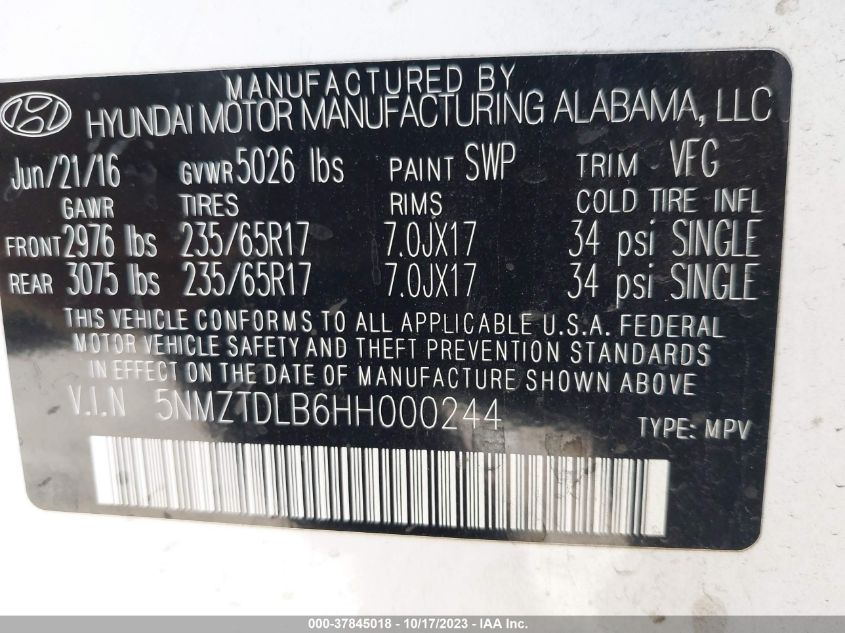 MANUFACTURED BY
HYUNDAI MOTOR MANUFACTURING ALABAMA, LLC
Jun/21/16 GVWR 5026 lbs PAINT SWP TRIM VFG
GAWR TIRES RIMS COLD TIRE INFL
FRONT 2976 lbs 235/65R17 7.0JX17 34 psi SINGLE
REAR 3075 lbs 235/65R17 7.0JX17 34 psi SINGLE
THIS VEHICLE CONFORMS TO ALL APPLICABLE U.S.A. FEDERAL
MOTOR VEHICLE SAFETY AND THEFT PREVENTION STANDARDS
IN EFFECT ON THE DATE OF MANUFACTURE SHOWN ABOVE.
V.I.N 5NMZTDLB6HH000244 TYPE: MPV
000-37845018 - 10/17/2023 - IAA Inc.